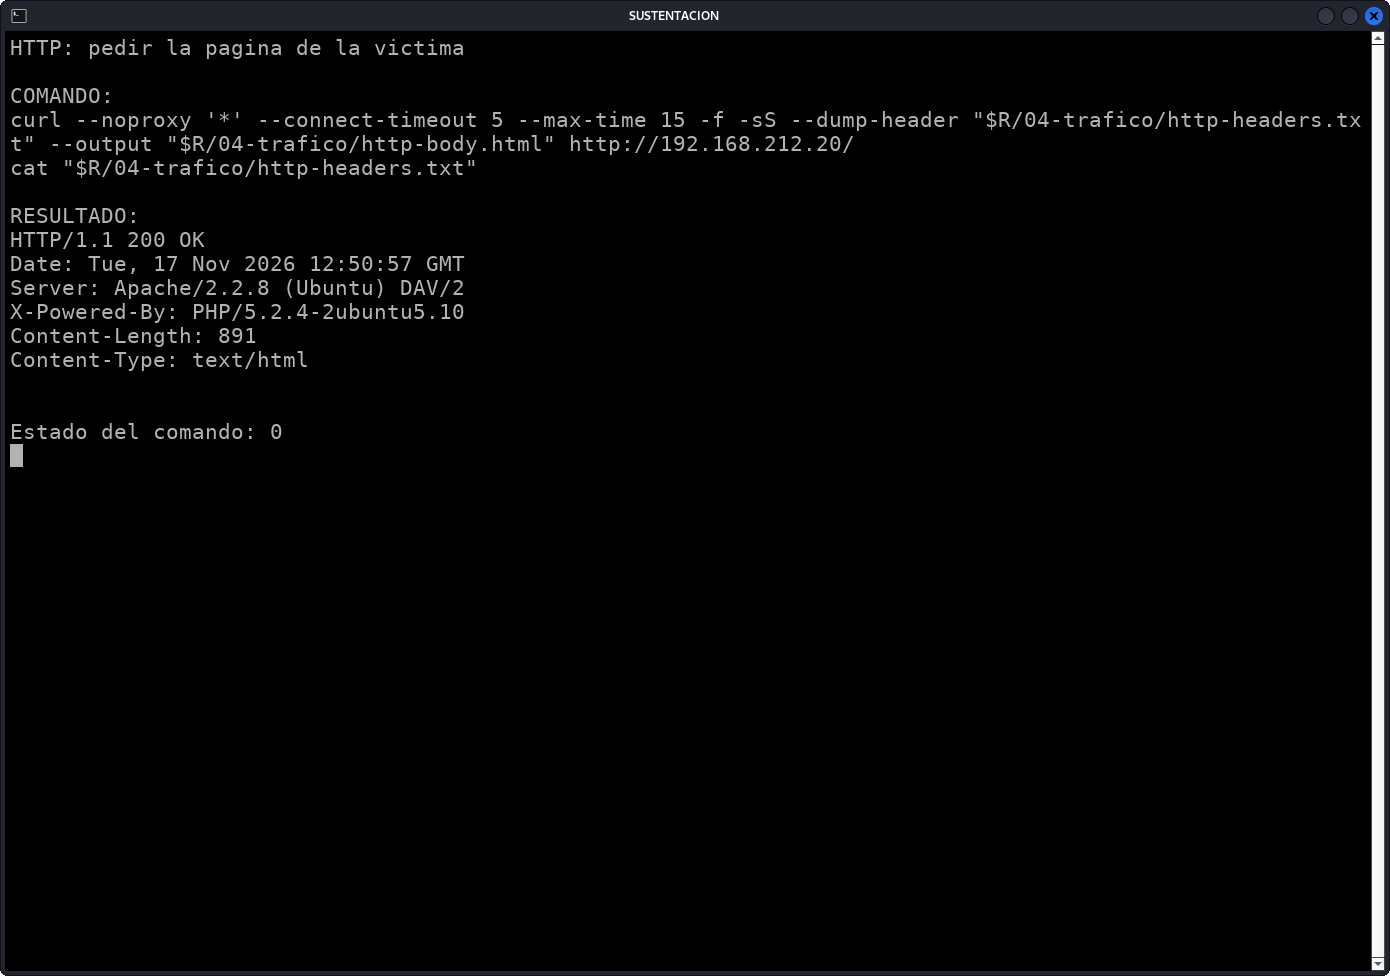 SUSTENTACION
HTTP: pedir la pagina de la victima
COMANDO:
curl --noproxy '*' --connect-timeout 5 --max-time 15 -f -sS --dump-header "$R/04-trafico/http-headers.tx
t" --output "$R/04-trafico/http-body.html" http://192.168.212.20/
cat "$R/04-trafico/http-headers.txt"
RESULTADO:
HTTP/1.1 200 OK
Date: Tue, 17 Nov 2026 12:50:57 GMT
Server: Apache/2.2.8 (Ubuntu) DAV/2
X-Powered-By: PHP/5.2.4-2ubuntu5.10
Content-Length: 891
Content-Type: text/html
Estado del comando: 0